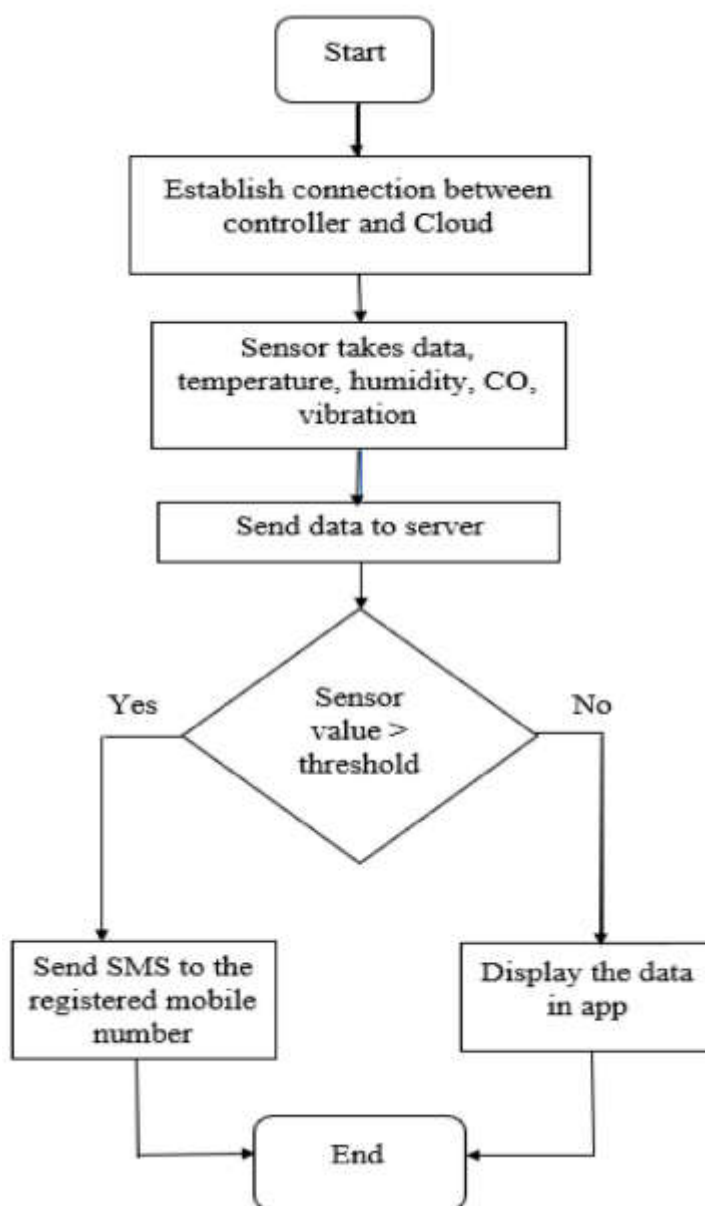 Start
Establish connection between
controller and Cloud
Sensor takes data,
temperature, humidity, CO,
vibration
Send data to server
Yes
Sensor
value >
threshold
No
Send SMS to the
registered mobile
number
Display the data
in app
End